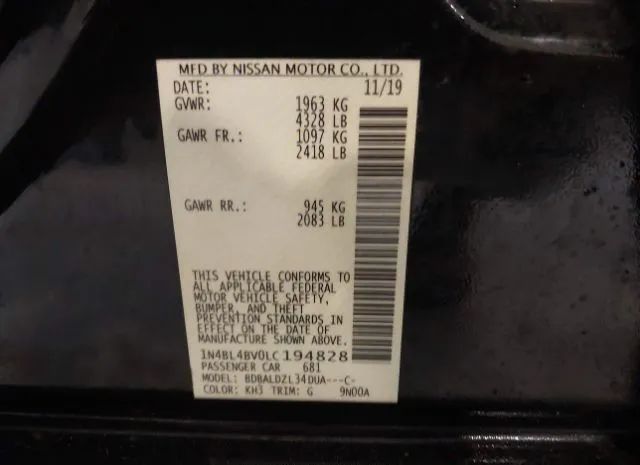 MFD BY NISSAN MOTOR CO., LTD.
DATE: 11/19
GVWR: 1963 KG
4328 LB
GAWR FR.: 1097 KG
2418 LB
GAWR RR.: 945 KG
2083 LB
THIS VEHICLE CONFORMS TO
ALL APPLICABLE FEDERAL
MOTOR VEHICLE SAFETY,
BUMPER, AND THEFT
PREVENTION STANDARDS IN
EFFECT ON THE DATE OF
MANUFACTURE SHOWN ABOVE.
1N4BL4BV0LC194828
PASSENGER CAR 681
MODEL: BDBALDZL34DUA---C-
COLOR: KH3 TRIM: G 9N00A